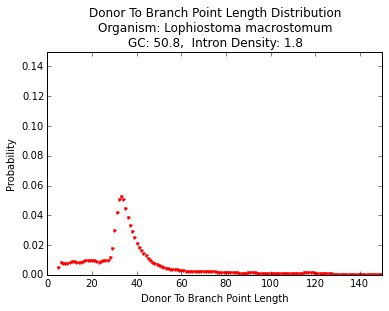 Donor To Branch Point Length Distribution
Organism: Lophiostoma macrostomum
GC: 50.8,  Intron Density: 1.8
0.14
0.12
0.10
0.08
0.06
0.04
0.02
0.00
Probability
0 20 40 60 80 100 120 140
Donor To Branch Point Length